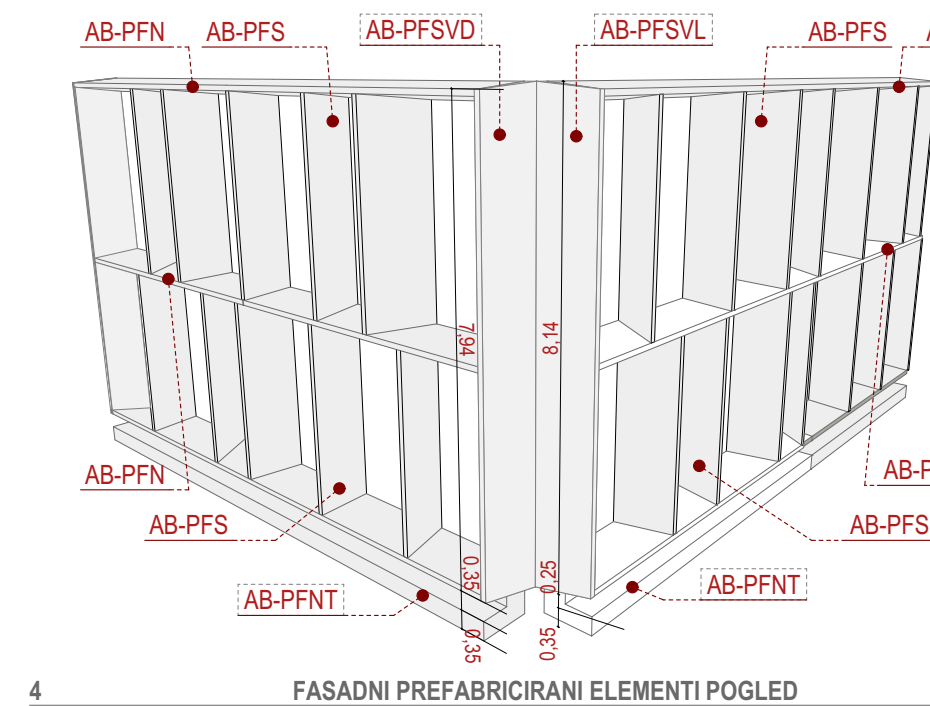 AB-PFN AB-PFS AB-PFSVD AB-PFSVL AB-PFS
7,94
8,14
AB-PFN
AB-PFS
AB-PFS
0,35
0,25
AB-PFNT
AB-PFNT
0,35
0,35
4 FASADNI PREFABRICIRANI ELEMENTI POGLED